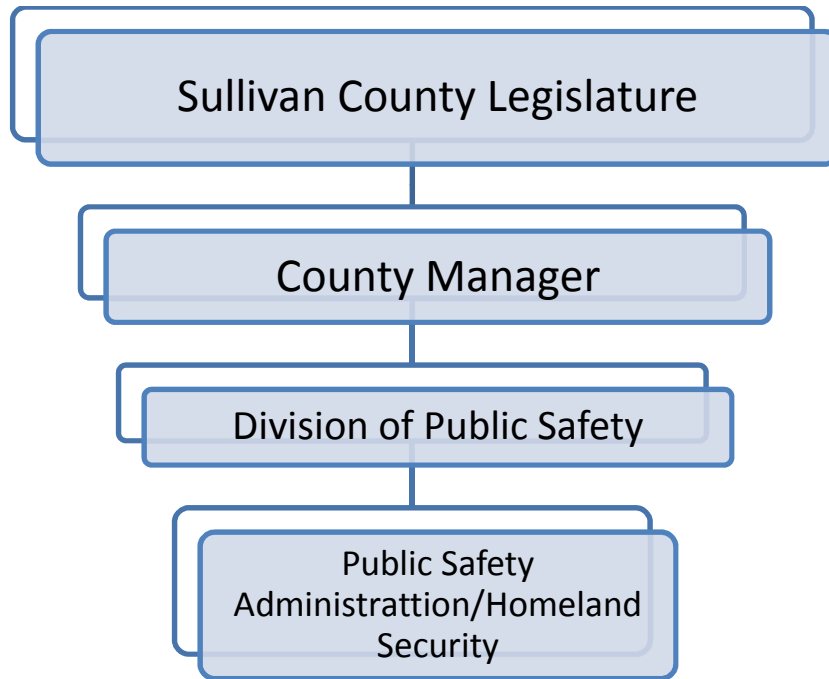 Sullivan County Legislature
County Manager
Division of Public Safety
Public Safety
Administrattion/Homeland
Security